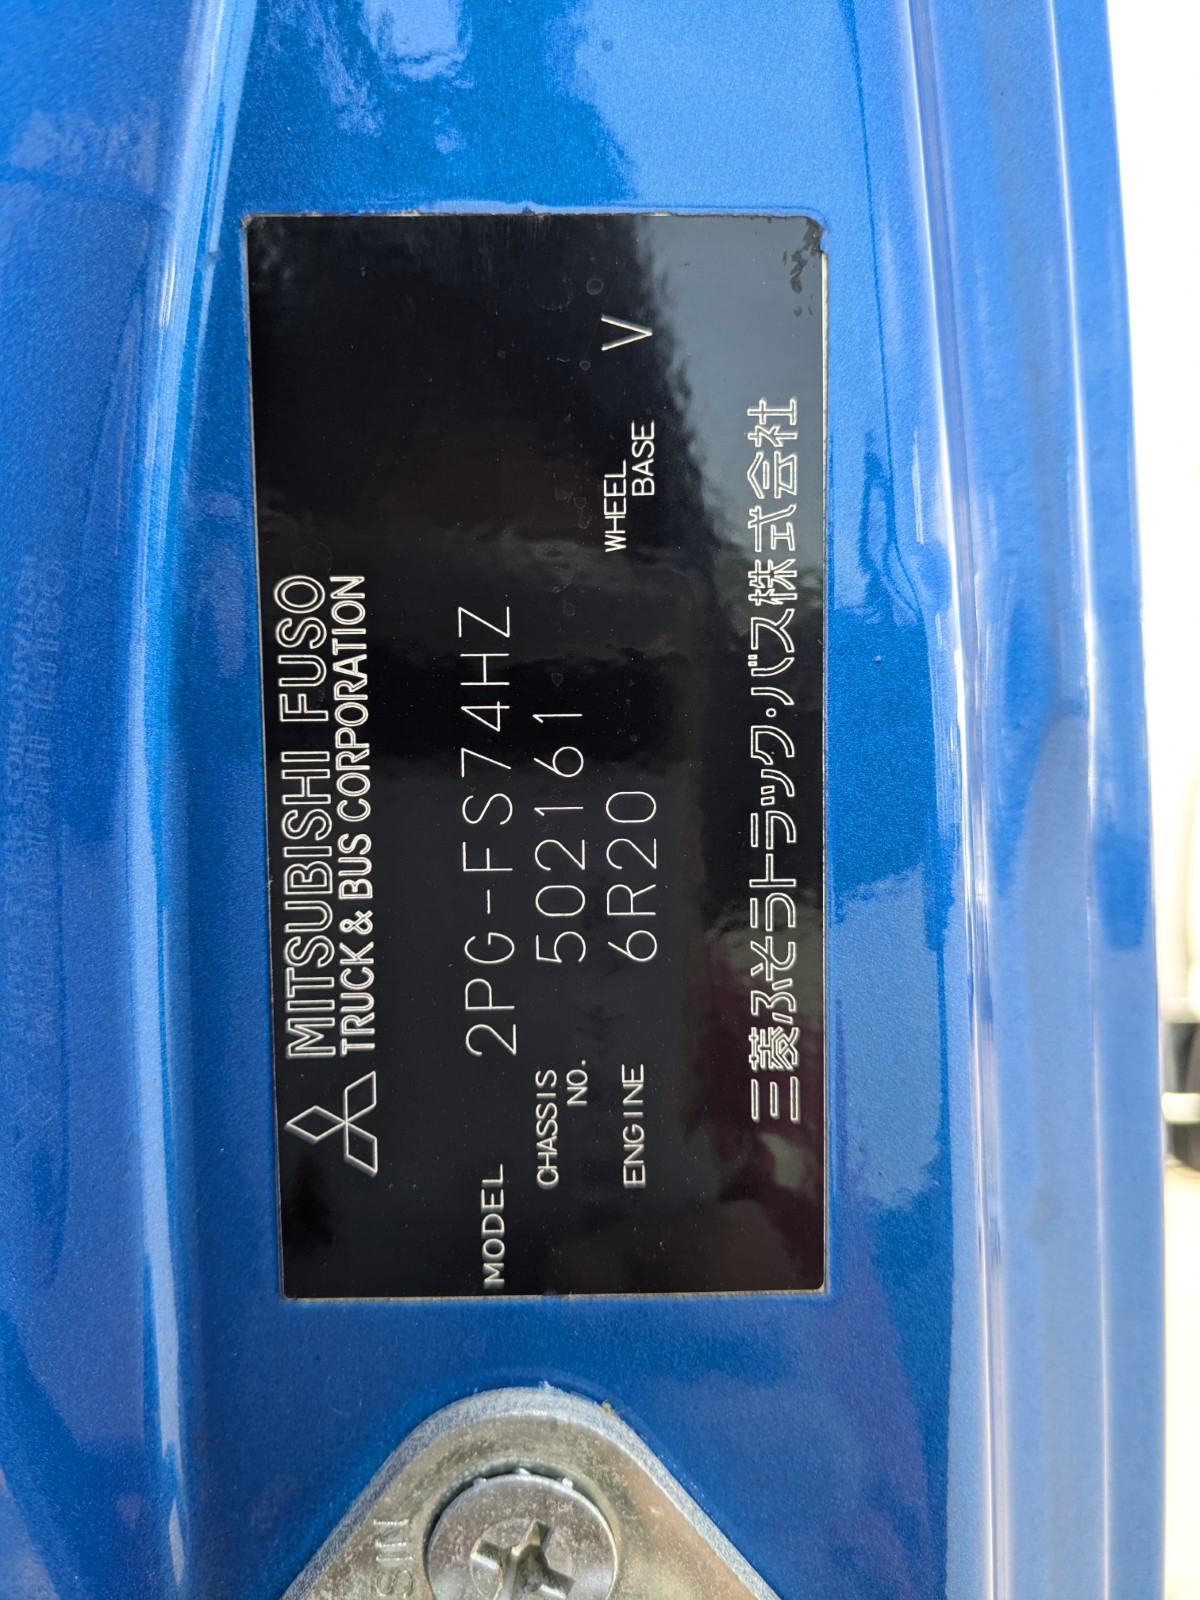 MITSUBISHI FUSO
TRUCK & BUS CORPORATION
MODEL 2PG-FS74HZ
CHASSIS NO. 502161
ENGINE 6R20 WHEEL BASE V
三菱ふそうトラック・バス株式会社